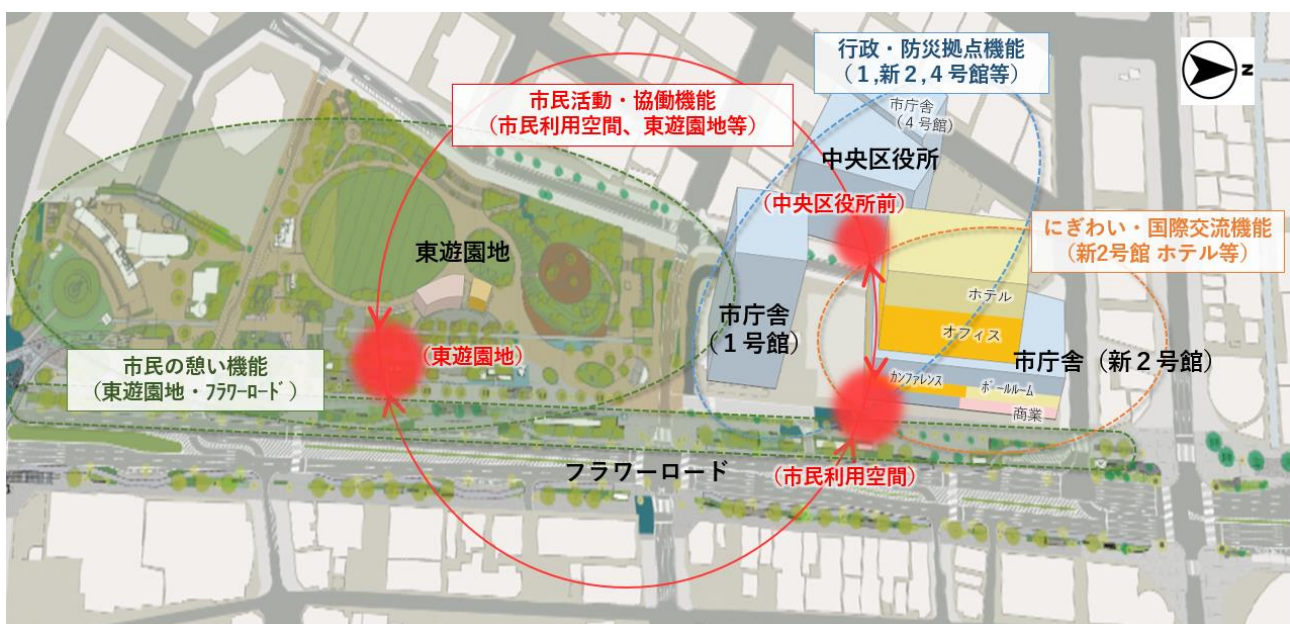 行政・防災拠点機能
（１,新２,４号館等）
N
市民活動・協働機能
（市民利用空間、東遊園地等）
市庁舎
（４号館）
中央区役所
（中央区役所前）
にぎわい・国際交流機能
（新2号館 ホテル等）
東遊園地
ホテル
オフィス
市庁舎
（１号館）
市庁舎（新２号館）
（東遊園地）
市民の憩い機能
（東遊園地・ﾌﾗﾜｰﾛｰﾄﾞ）
ｶﾝﾌｧﾚﾝｽ
ﾎﾞｰﾙﾙｰﾑ
商業
フラワーロード
（市民利用空間）